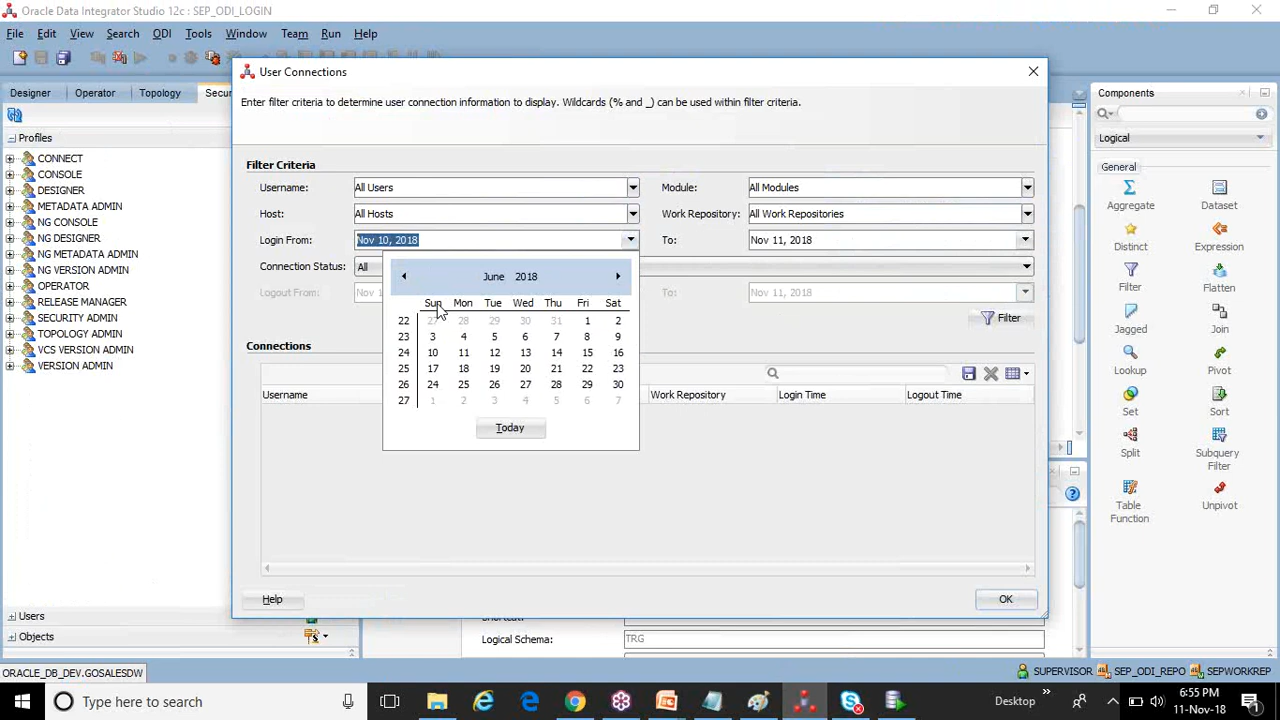 Oracle Data Integrator Studio 12c : SEP_ODI_LOGIN
File Edit View Search ODI Tools Window Team Run Help
Designer Operator Topology Secu
Profiles
CONNECT
CONSOLE
DESIGNER
METADATA ADMIN
NG CONSOLE
NG DESIGNER
NG METADATA ADMIN
NG VERSION ADMIN
OPERATOR
RELEASE MANAGER
SECURITY ADMIN
TOPOLOGY ADMIN
VCS VERSION ADMIN
VERSION ADMIN
Users
Objects
User Connections
Enter filter criteria to determine user connection information to display. Wildcards (% and _) can be used within filter criteria.
Filter Criteria
Username: All Users Module: All Modules
Host: All Hosts Work Repository: All Work Repositories
Login From: Nov 10, 2018 To: Nov 11, 2018
Connection Status: All
Logout From: Nov 1 To: Nov 11, 2018
Filter
June 2018
Sun Mon Tue Wed Thu Fri Sat
22 27 28 29 30 31 1 2
23 3 4 5 6 7 8 9
24 10 11 12 13 14 15 16
25 17 18 19 20 21 22 23
26 24 25 26 27 28 29 30
27 1 2 3 4 5 6 7
Today
Connections
Username Work Repository Login Time Logout Time
Help OK
Logical Schema: TRG
Components
Logical
General
Aggregate Dataset
Distinct Expression
Filter Flatten
Jagged Join
Lookup Pivot
Set Sort
Split Subquery Filter
Table Function Unpivot
ORACLE_DB_DEV.GOSALESDW
SUPERVISOR SEP_ODI_REPO SEPWORKREP
Type here to search
Desktop
6:55 PM
11-Nov-18